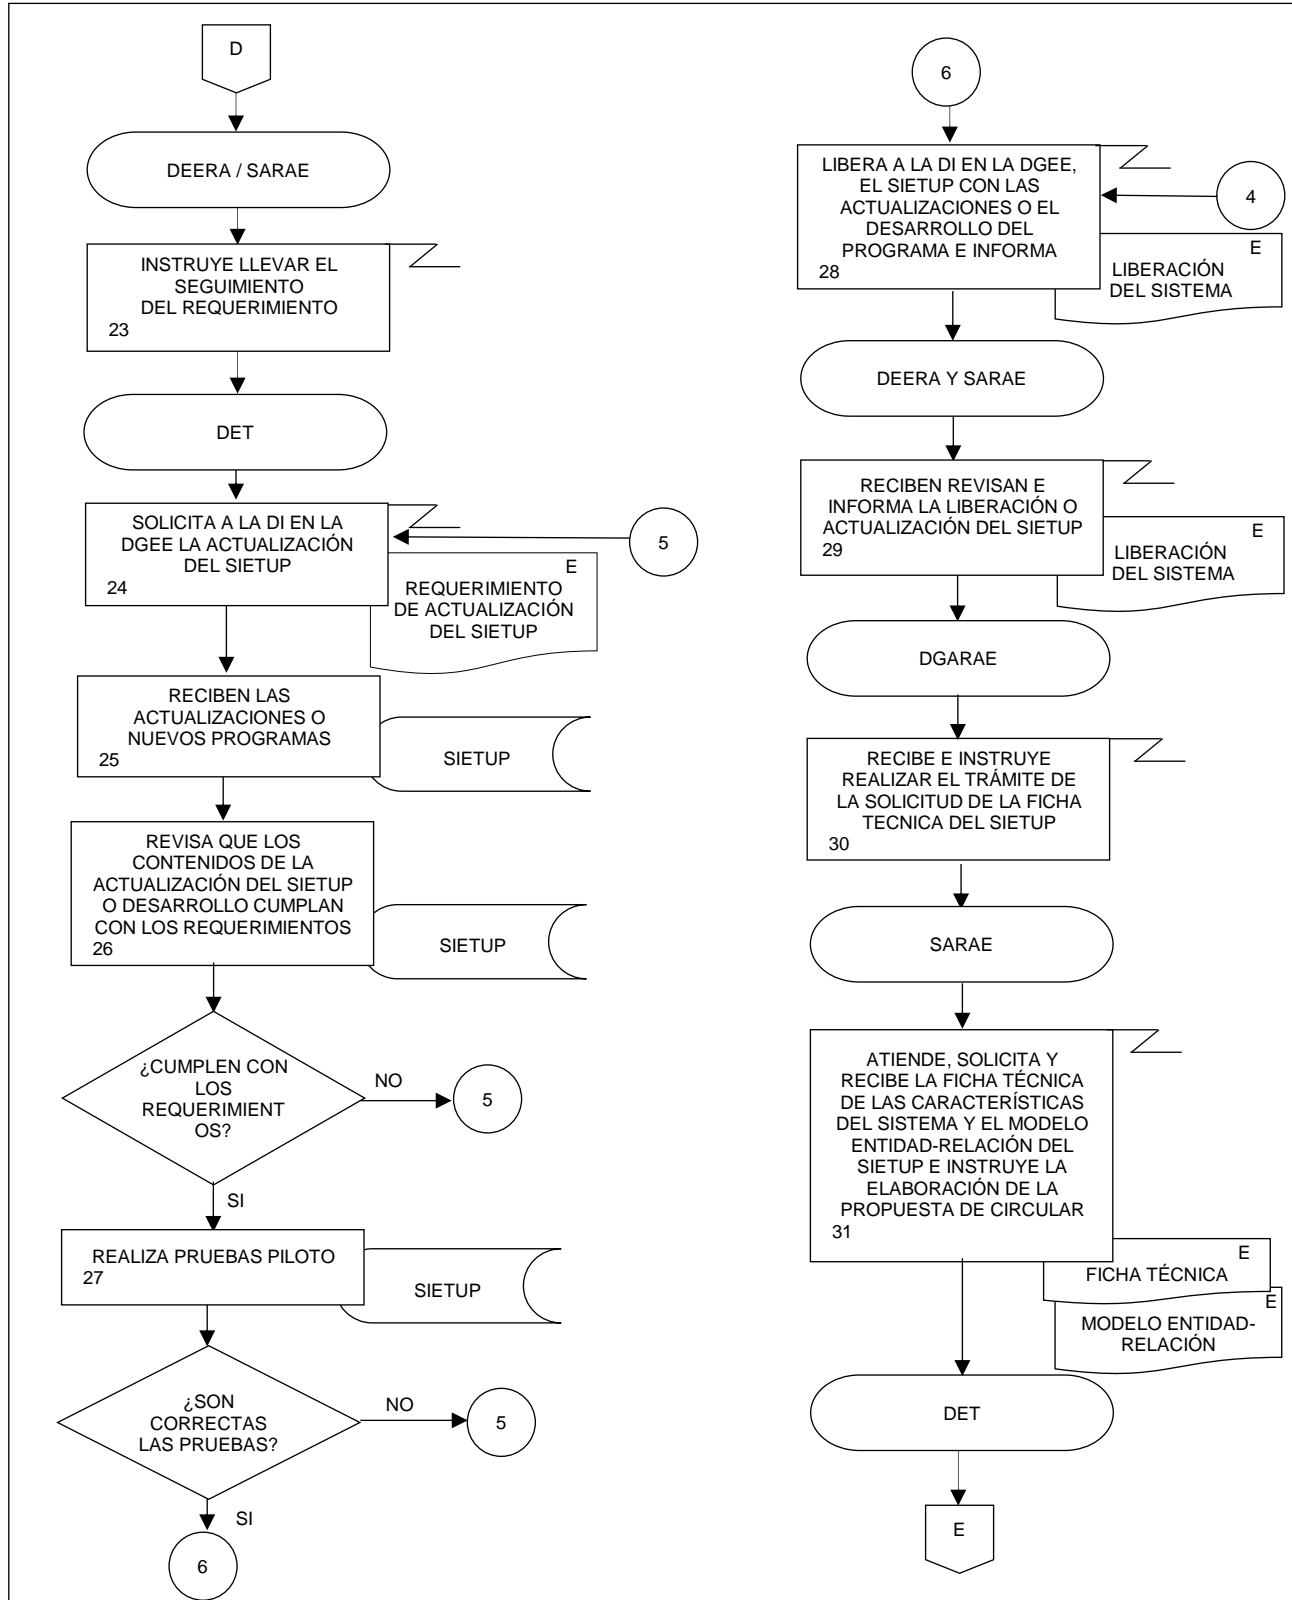 D
DEERA / SARAE
INSTRUYE LLEVAR EL
SEGUIMIENTO
DEL REQUERIMIENTO
23
DET
SOLICITA A LA DI EN LA
DGEE LA ACTUALIZACIÓN
DEL SIETUP
24
5
E
REQUERIMIENTO
DE ACTUALIZACIÓN
DEL SIETUP
RECIBEN LAS
ACTUALIZACIONES O
NUEVOS PROGRAMAS
25
SIETUP
REVISA QUE LOS
CONTENIDOS DE LA
ACTUALIZACIÓN DEL SIETUP
O DESARROLLO CUMPLAN
CON LOS REQUERIMIENTOS
26
SIETUP
¿CUMPLEN CON
LOS
REQUERIMIENT
OS?
NO
5
SI
REALIZA PRUEBAS PILOTO
27
SIETUP
¿SON
CORRECTAS
LAS PRUEBAS?
NO
5
SI
6
6
LIBERA A LA DI EN LA DGEE,
EL SIETUP CON LAS
ACTUALIZACIONES O EL
DESARROLLO DEL
PROGRAMA E INFORMA
28
4
E
LIBERACIÓN
DEL SISTEMA
DEERA Y SARAE
RECIBEN REVISAN E
INFORMA LA LIBERACIÓN O
ACTUALIZACIÓN DEL SIETUP
29
E
LIBERACIÓN
DEL SISTEMA
DGARAE
RECIBE E INSTRUYE
REALIZAR EL TRÁMITE DE
LA SOLICITUD DE LA FICHA
TECNICA DEL SIETUP
30
SARAE
ATIENDE, SOLICITA Y
RECIBE LA FICHA TÉCNICA
DE LAS CARACTERÍSTÍCAS
DEL SISTEMA Y EL MODELO
ENTIDAD-RELACIÓN DEL
SIETUP E INSTRUYE LA
ELABORACIÓN DE LA
PROPUESTA DE CIRCULAR
31
E
FICHA TÉCNICA
E
MODELO ENTIDAD-
RELACIÓN
DET
E